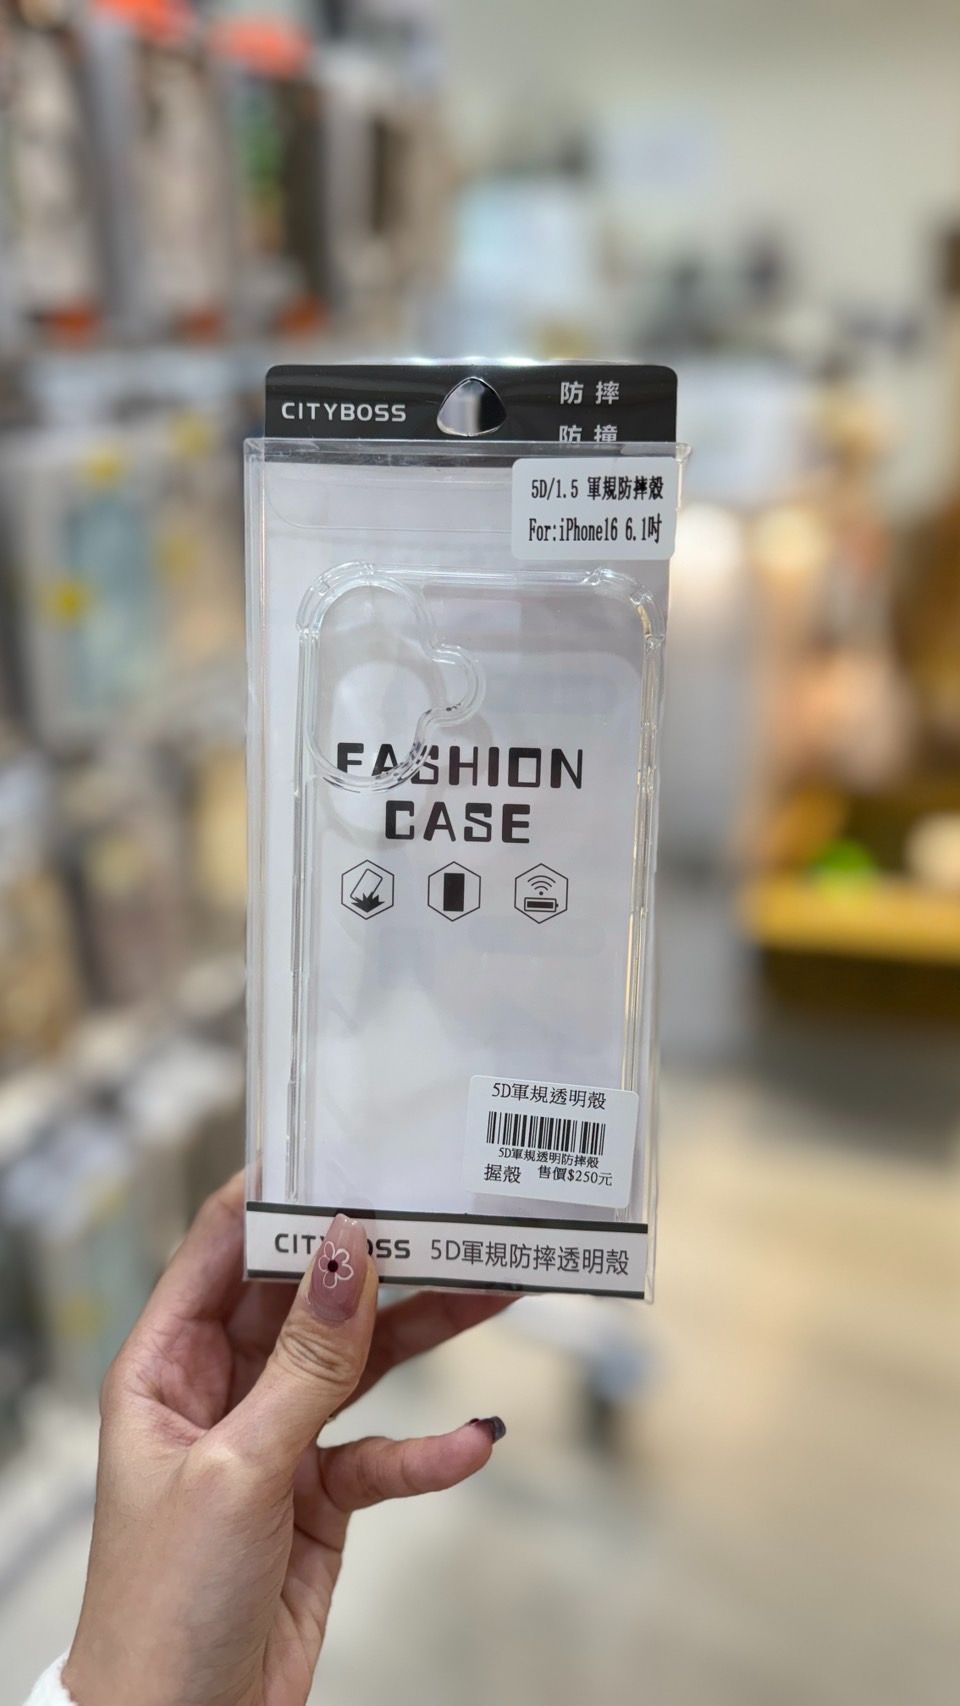 CITYBOSS
防摔
防撞
5D/1.5 軍規防摔殼
For:iPhone16 6.1吋
FASHION
CASE
5D軍規透明殼
5D軍規透明防摔殼
握殼 售價$250元
CITYBOSS 5D軍規防摔透明殼